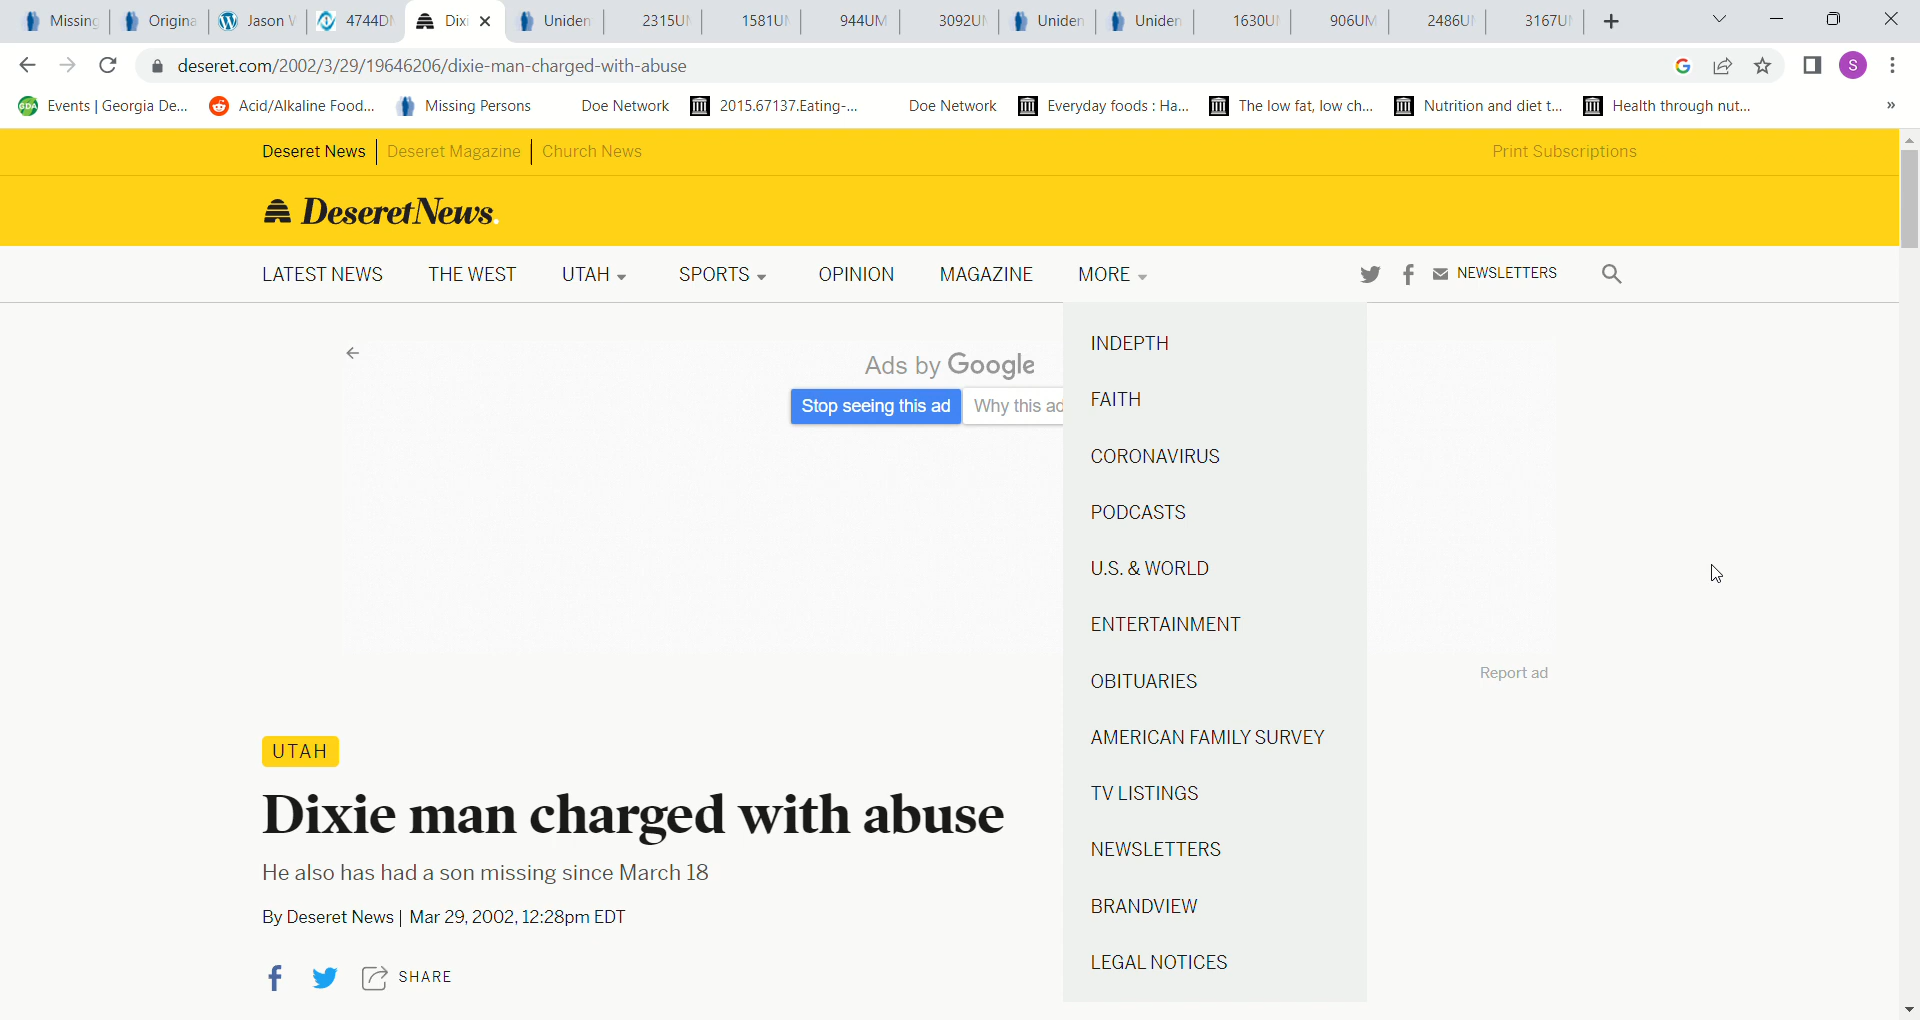 Missing
Origina
Jason
4744D
Dixi
Uniden
2315U
1581U
944UM
3092U
Uniden
Uniden
1630U
906UM
2486U
3167U
deseret.com/2002/3/29/19646206/dixie-man-charged-with-abuse
S
Events | Georgia De...
Acid/Alkaline Food...
Missing Persons
Doe Network
2015.67137.Eating-...
Doe Network
Everyday foods : Ha...
The low fat, low ch...
Nutrition and diet t...
Health through nut...
»
Deseret News
Deseret Magazine
Church News
Print Subscriptions
Deseret News.
LATEST NEWS
THE WEST
UTAH
SPORTS
OPINION
MAGAZINE
MORE
NEWSLETTERS
Ads by Google
Stop seeing this ad
Why this ad
INDEPTH
FAITH
CORONAVIRUS
PODCASTS
U.S. & WORLD
ENTERTAINMENT
OBITUARIES
AMERICAN FAMILY SURVEY
TV LISTINGS
NEWSLETTERS
BRANDVIEW
LEGAL NOTICES
Report ad
UTAH
Dixie man charged with abuse
He also has had a son missing since March 18
By Deseret News | Mar 29, 2002, 12:28pm EDT
SHARE